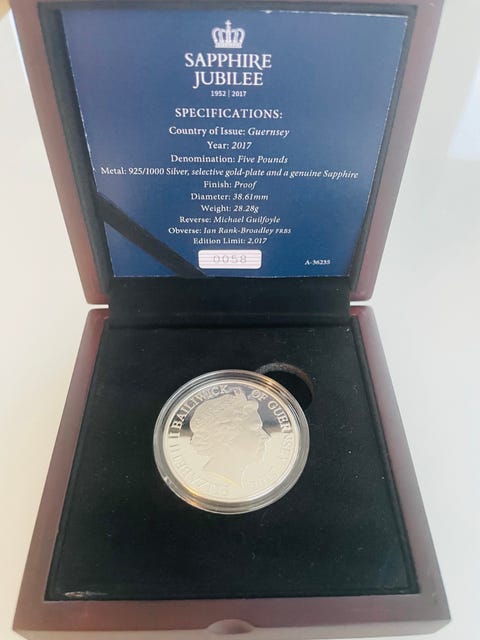 SAPPHIRE
JUBILEE
1952 | 2017
SPECIFICATIONS:
Country of Issue: Guernsey
Year: 2017
Denomination: Five Pounds
Metal: 925/1000 Silver, selective gold-plate and a genuine Sapphire
Finish: Proof
Diameter: 38.61mm
Weight: 28.28g
Reverse: Michael Guilfoyle
Obverse: Ian Rank-Broadley FRBS
Edition Limit: 2,017
0058
A-36235
BAILIWICK OF GUERNSEY